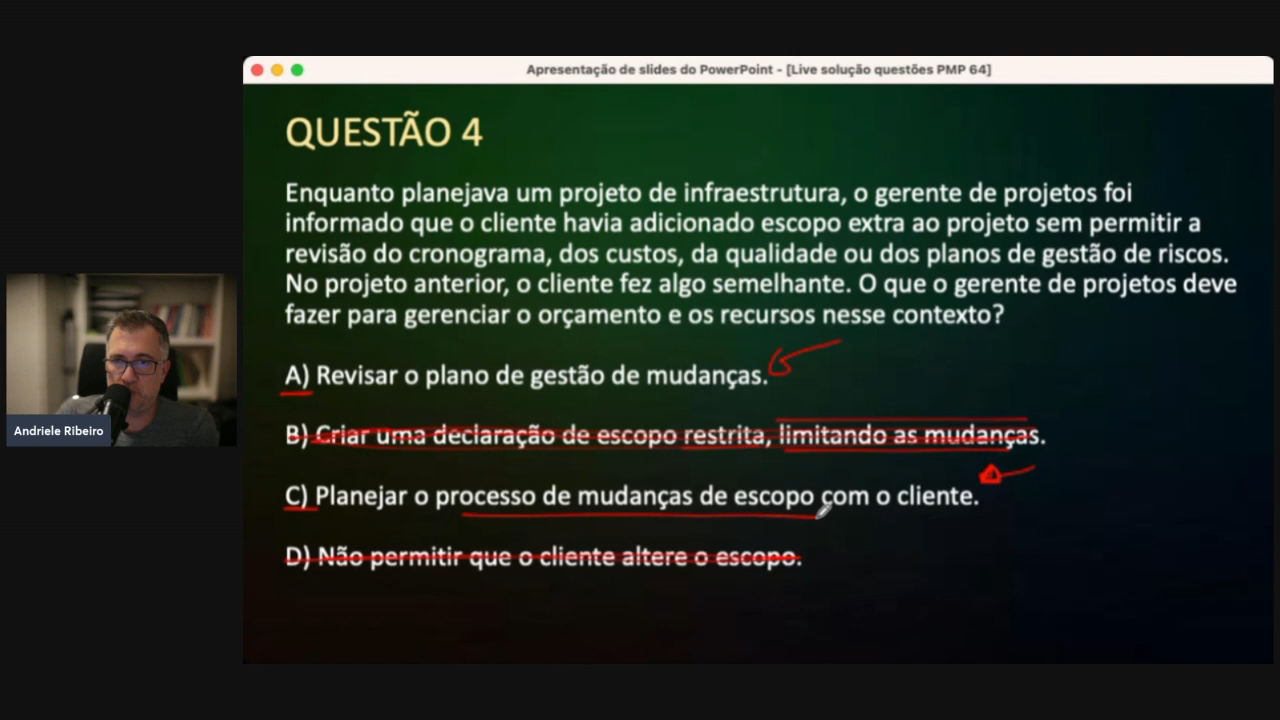 Apresentação de slides do PowerPoint - [Live solução questões PMP 64]
QUESTÃO 4
Enquanto planejava um projeto de infraestrutura, o gerente de projetos foi
informado que o cliente havia adicionado escopo extra ao projeto sem permitir a
revisão do cronograma, dos custos, da qualidade ou dos planos de gestão de riscos.
No projeto anterior, o cliente fez algo semelhante. O que o gerente de projetos deve
fazer para gerenciar o orçamento e os recursos nesse contexto?
A) Revisar o plano de gestão de mudanças.
B) Criar uma declaração de escopo restrita, limitando as mudanças.
C) Planejar o processo de mudanças de escopo com o cliente.
D) Não permitir que o cliente altere o escopo.
Andriele Ribeiro